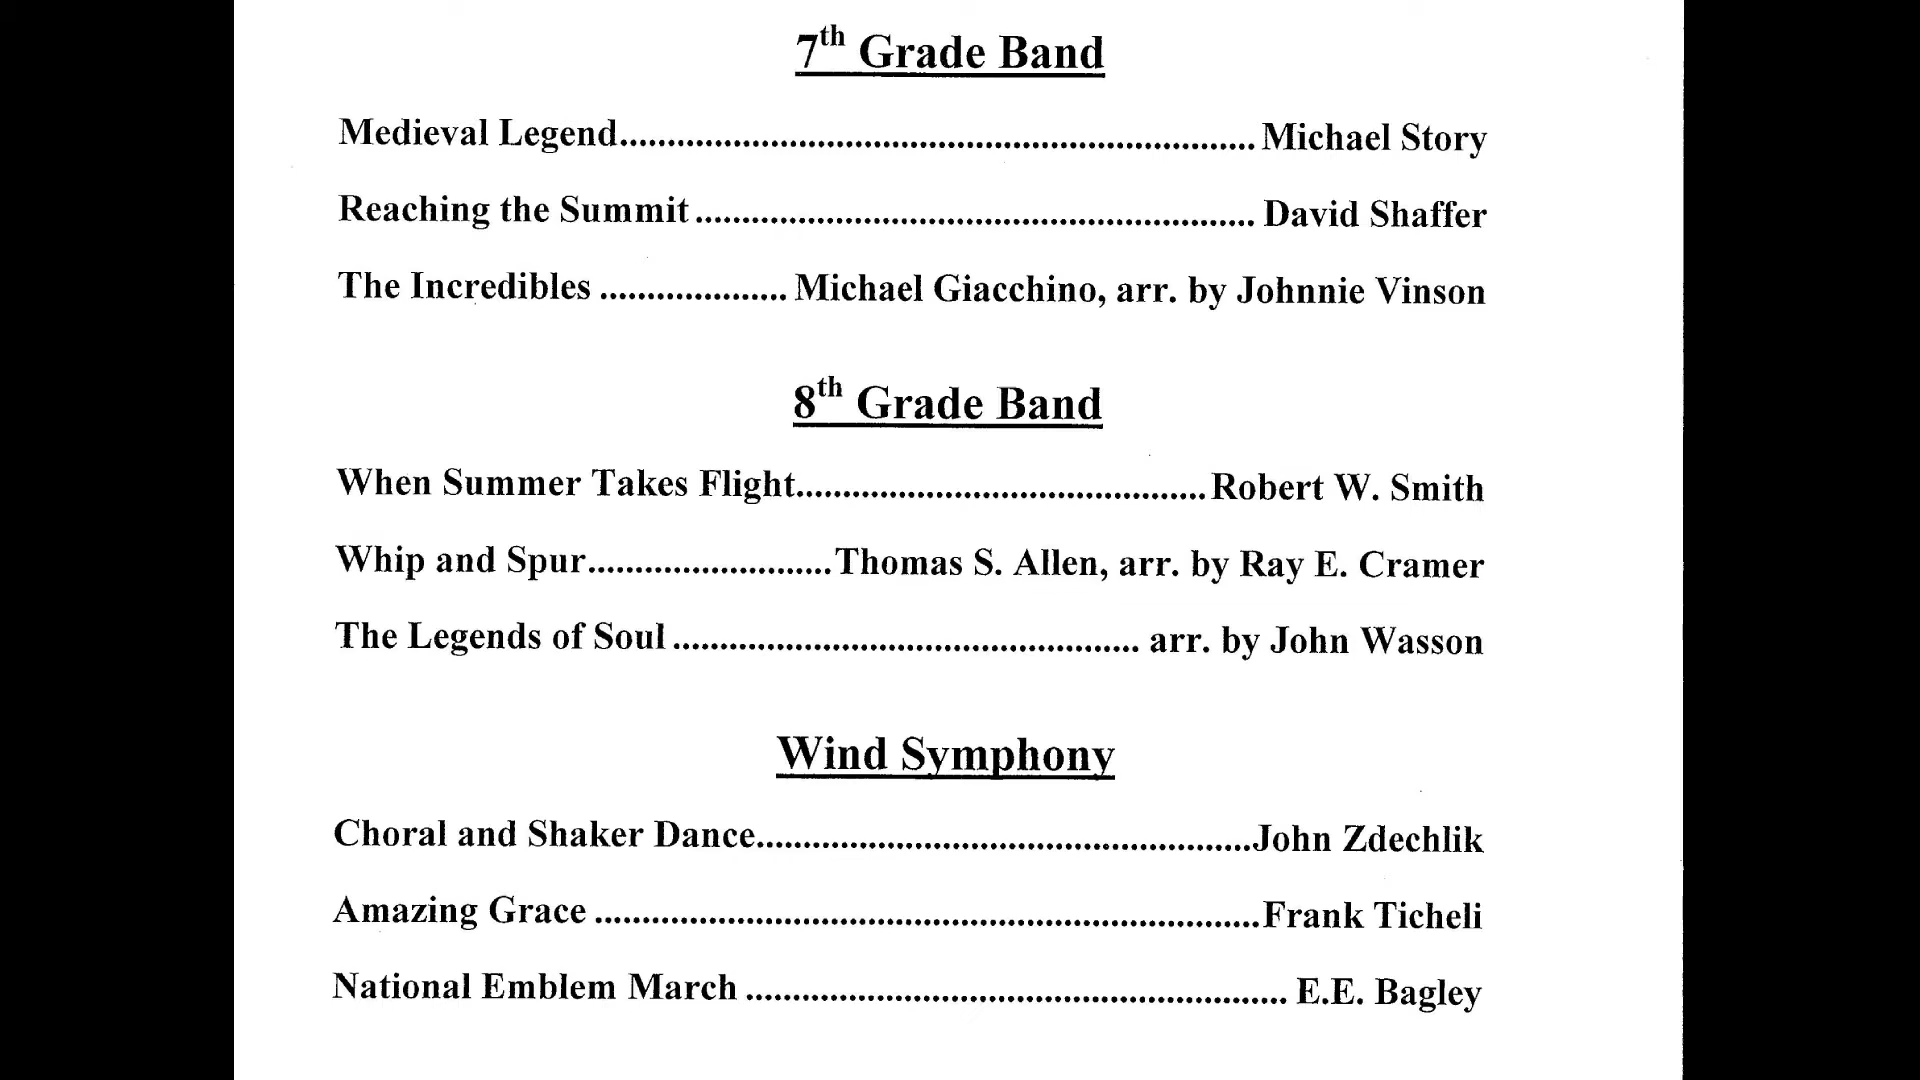 7th Grade Band
Medieval Legend........................................................................Michael Story
Reaching the Summit................................................................David Shaffer
The Incredibles .....................Michael Giacchino, arr. by Johnnie Vinson
8th Grade Band
When Summer Takes Flight...............................................Robert W. Smith
Whip and Spur............................Thomas S. Allen, arr. by Ray E. Cramer
The Legends of Soul..................................................... arr. by John Wasson
Wind Symphony
Choral and Shaker Dance.........................................................John Zdechlik
Amazing Grace ............................................................................Frank Ticheli
National Emblem March .............................................................. E.E. Bagley